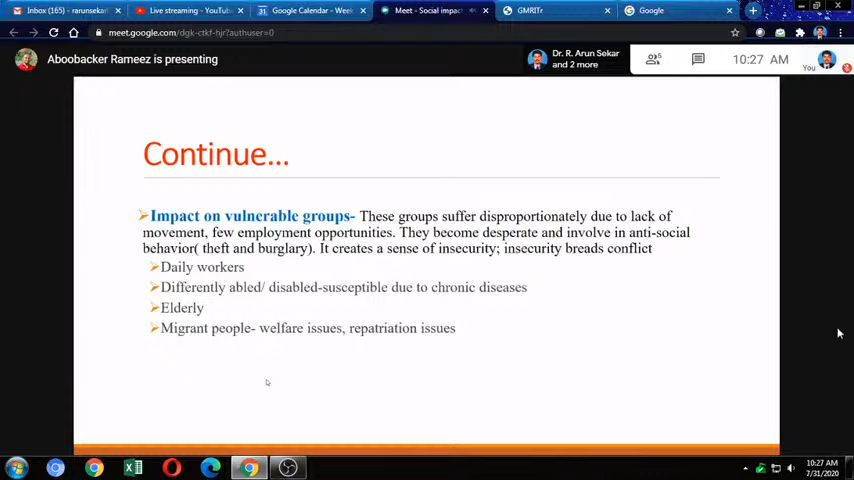 Inbox (165) - rarunsekar
Live streaming - YouTube
Google Calendar - Week
Meet - Social impact
GMRITr
Google
meet.google.com/dgk-ctkf-hjr?authuser=0
Aboobacker Rameez is presenting
Dr. R. Arun Sekar
and 2 more
5
10:27 AM
You
Continue...
Impact on vulnerable groups- These groups suffer disproportionately due to lack of
movement, few employment opportunities. They become desperate and involve in anti-social
behavior( theft and burglary). It creates a sense of insecurity; insecurity breads conflict
Daily workers
Differently abled/ disabled-susceptible due to chronic diseases
Elderly
Migrant people- welfare issues, repatriation issues
10:27 AM
7/31/2020